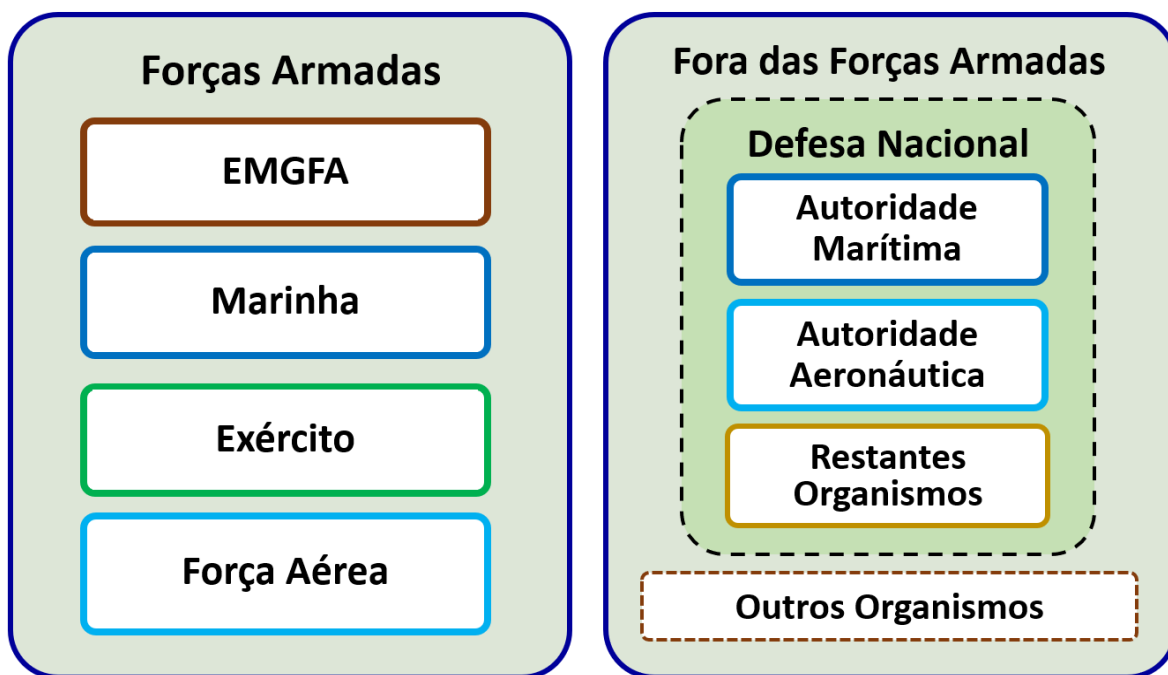 Forças Armadas
EMGFA
Marinha
Exército
Força Aérea
Fora das Forças Armadas
Defesa Nacional
Autoridade
Marítima
Autoridade
Aeronáutica
Restantes
Organismos
Outros Organismos